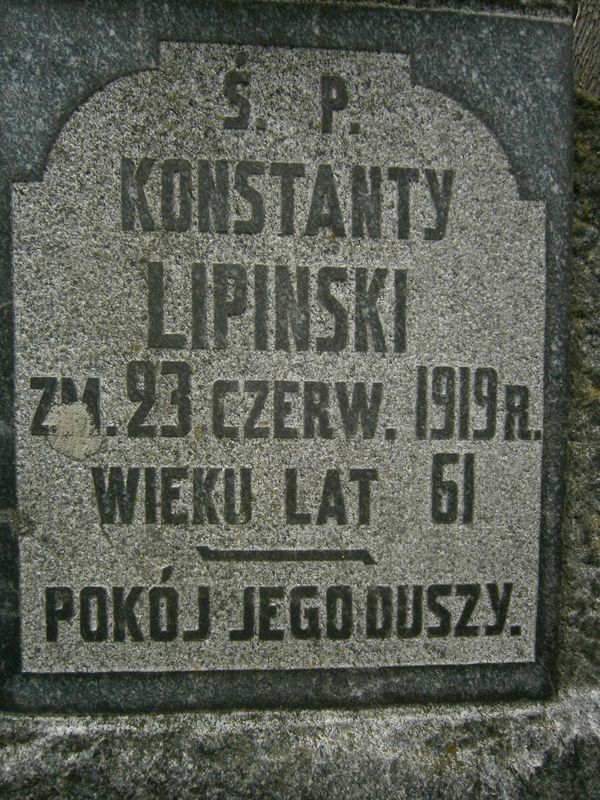 Ś. P.
KONSTANTY
LIPINSKI
ZM. 23 CZERW. 1919 R.
WIEKU LAT 61
POKÓJ JEGO DUSZY.